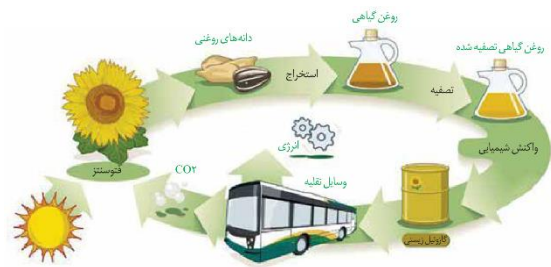 روغن گیاهی
دانه‌های روغنی
روغن گیاهی تصفیه شده
استخراج
تصفیه
واکنش شیمیایی
انرژی
CO۲
وسایل نقلیه
فتوسنتز
گازوئیل زیستی